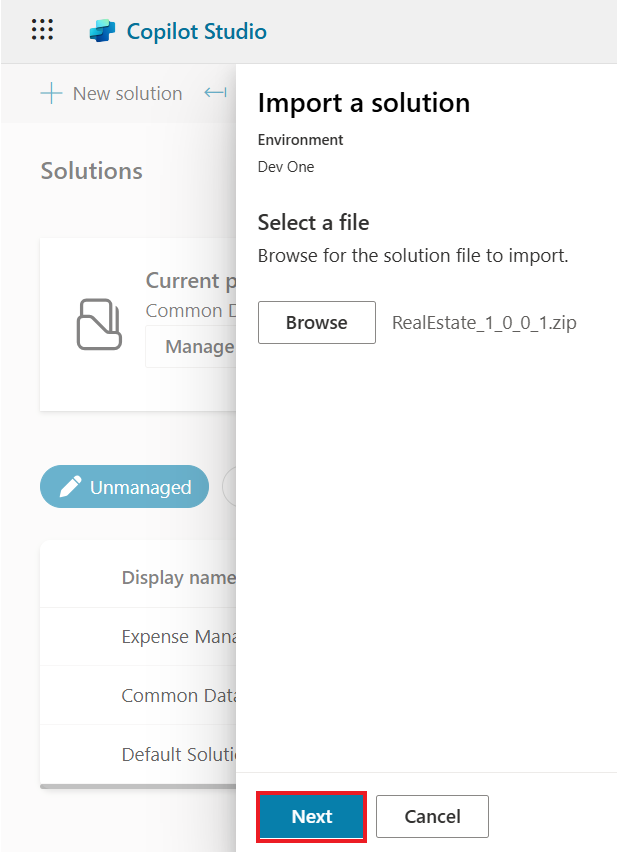 Copilot Studio
New solution
Solutions
Current p
Common D
Manage
Unmanaged
Display name
Expense Mana
Common Data
Default Soluti
Import a solution
Environment
Dev One
Select a file
Browse for the solution file to import.
Browse RealEstate_1_0_0_1.zip
Next Cancel